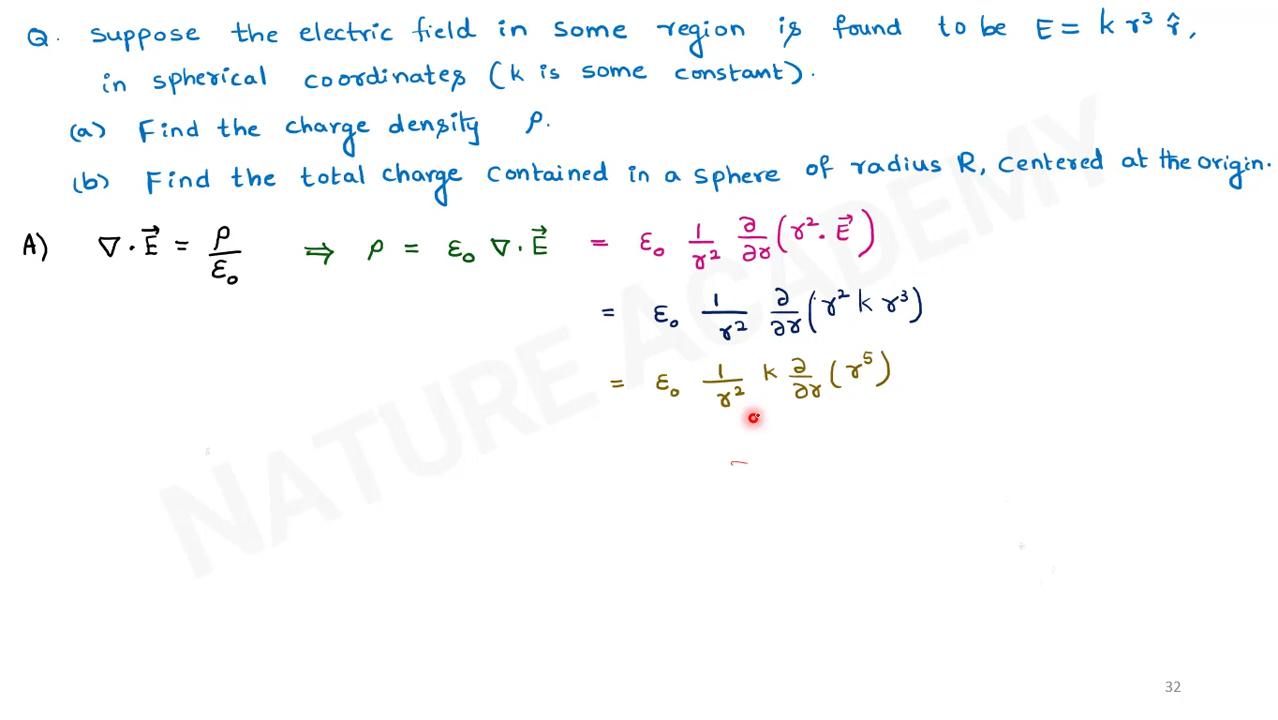 Q. Suppose the electric field in some region is found to be E = k r³ r̂,
in spherical coordinates (k is some constant).
(a) Find the charge density ρ.
(b) Find the total charge contained in a sphere of radius R, centered at the origin.
A) ∇·E⃗ = ρ/ε₀ ⇒ ρ = ε₀ ∇·E⃗ = ε₀ 1/r² ∂/∂r (r². E⃗)
= ε₀ 1/r² ∂/∂r (r² k r³)
= ε₀ 1/r² k ∂/∂r (r⁵)
NATURE ACADEMY
32